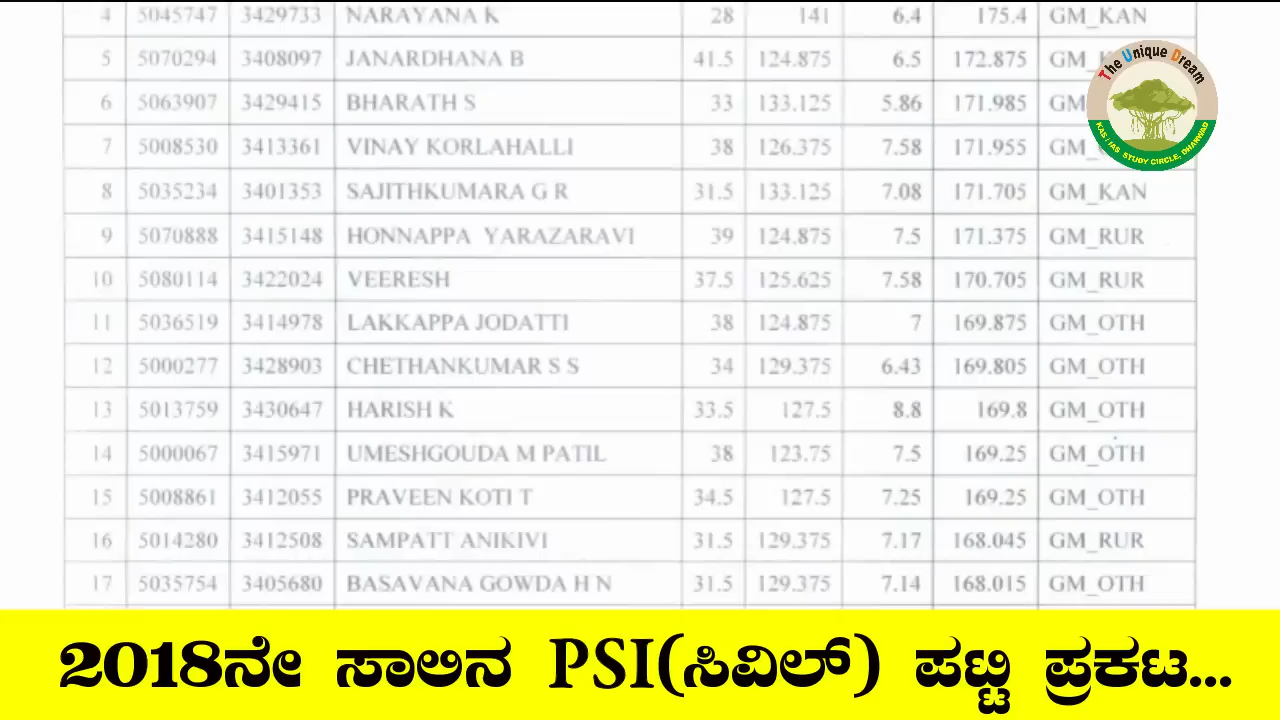 4 5045747 3429733 NARAYANA K 28 141 6.4 175.4 GM_KAN
5 5070294 3408097 JANARDHANA B 41.5 124.875 6.5 172.875 GM_
6 5063907 3429415 BHARATH S 33 133.125 5.86 171.985 GM_
7 5008530 3413361 VINAY KORLAHALLI 38 126.375 7.58 171.955 GM_
8 5035234 3401353 SAJITHKUMARA G R 31.5 133.125 7.08 171.705 GM_KAN
9 5070888 3415148 HONNAPPA YARAZARAVI 39 124.875 7.5 171.375 GM_RUR
10 5080114 3422024 VEERESH 37.5 125.625 7.58 170.705 GM_RUR
11 5036519 3414978 LAKKAPPA JODATTI 38 124.875 7 169.875 GM_OTH
12 5000277 3428903 CHETHANKUMAR S S 34 129.375 6.43 169.805 GM_OTH
13 5013759 3430647 HARISH K 33.5 127.5 8.8 169.8 GM_OTH
14 5000067 3415971 UMESHGOUDA M PATIL 38 123.75 7.5 169.25 GM_OTH
15 5008861 3412055 PRAVEEN KOTI T 34.5 127.5 7.25 169.25 GM_OTH
16 5014280 3412508 SAMPATT ANIKIVI 31.5 129.375 7.17 168.045 GM_RUR
17 5035754 3405680 BASAVANA GOWDA H N 31.5 129.375 7.14 168.015 GM_OTH
The Unique Dream
KAS / IAS STUDY CIRCLE, DHARWAD
2018ನೇ ಸಾಲಿನ PSI(ಸಿವಿಲ್) ಪಟ್ಟಿ ಪ್ರಕಟ...